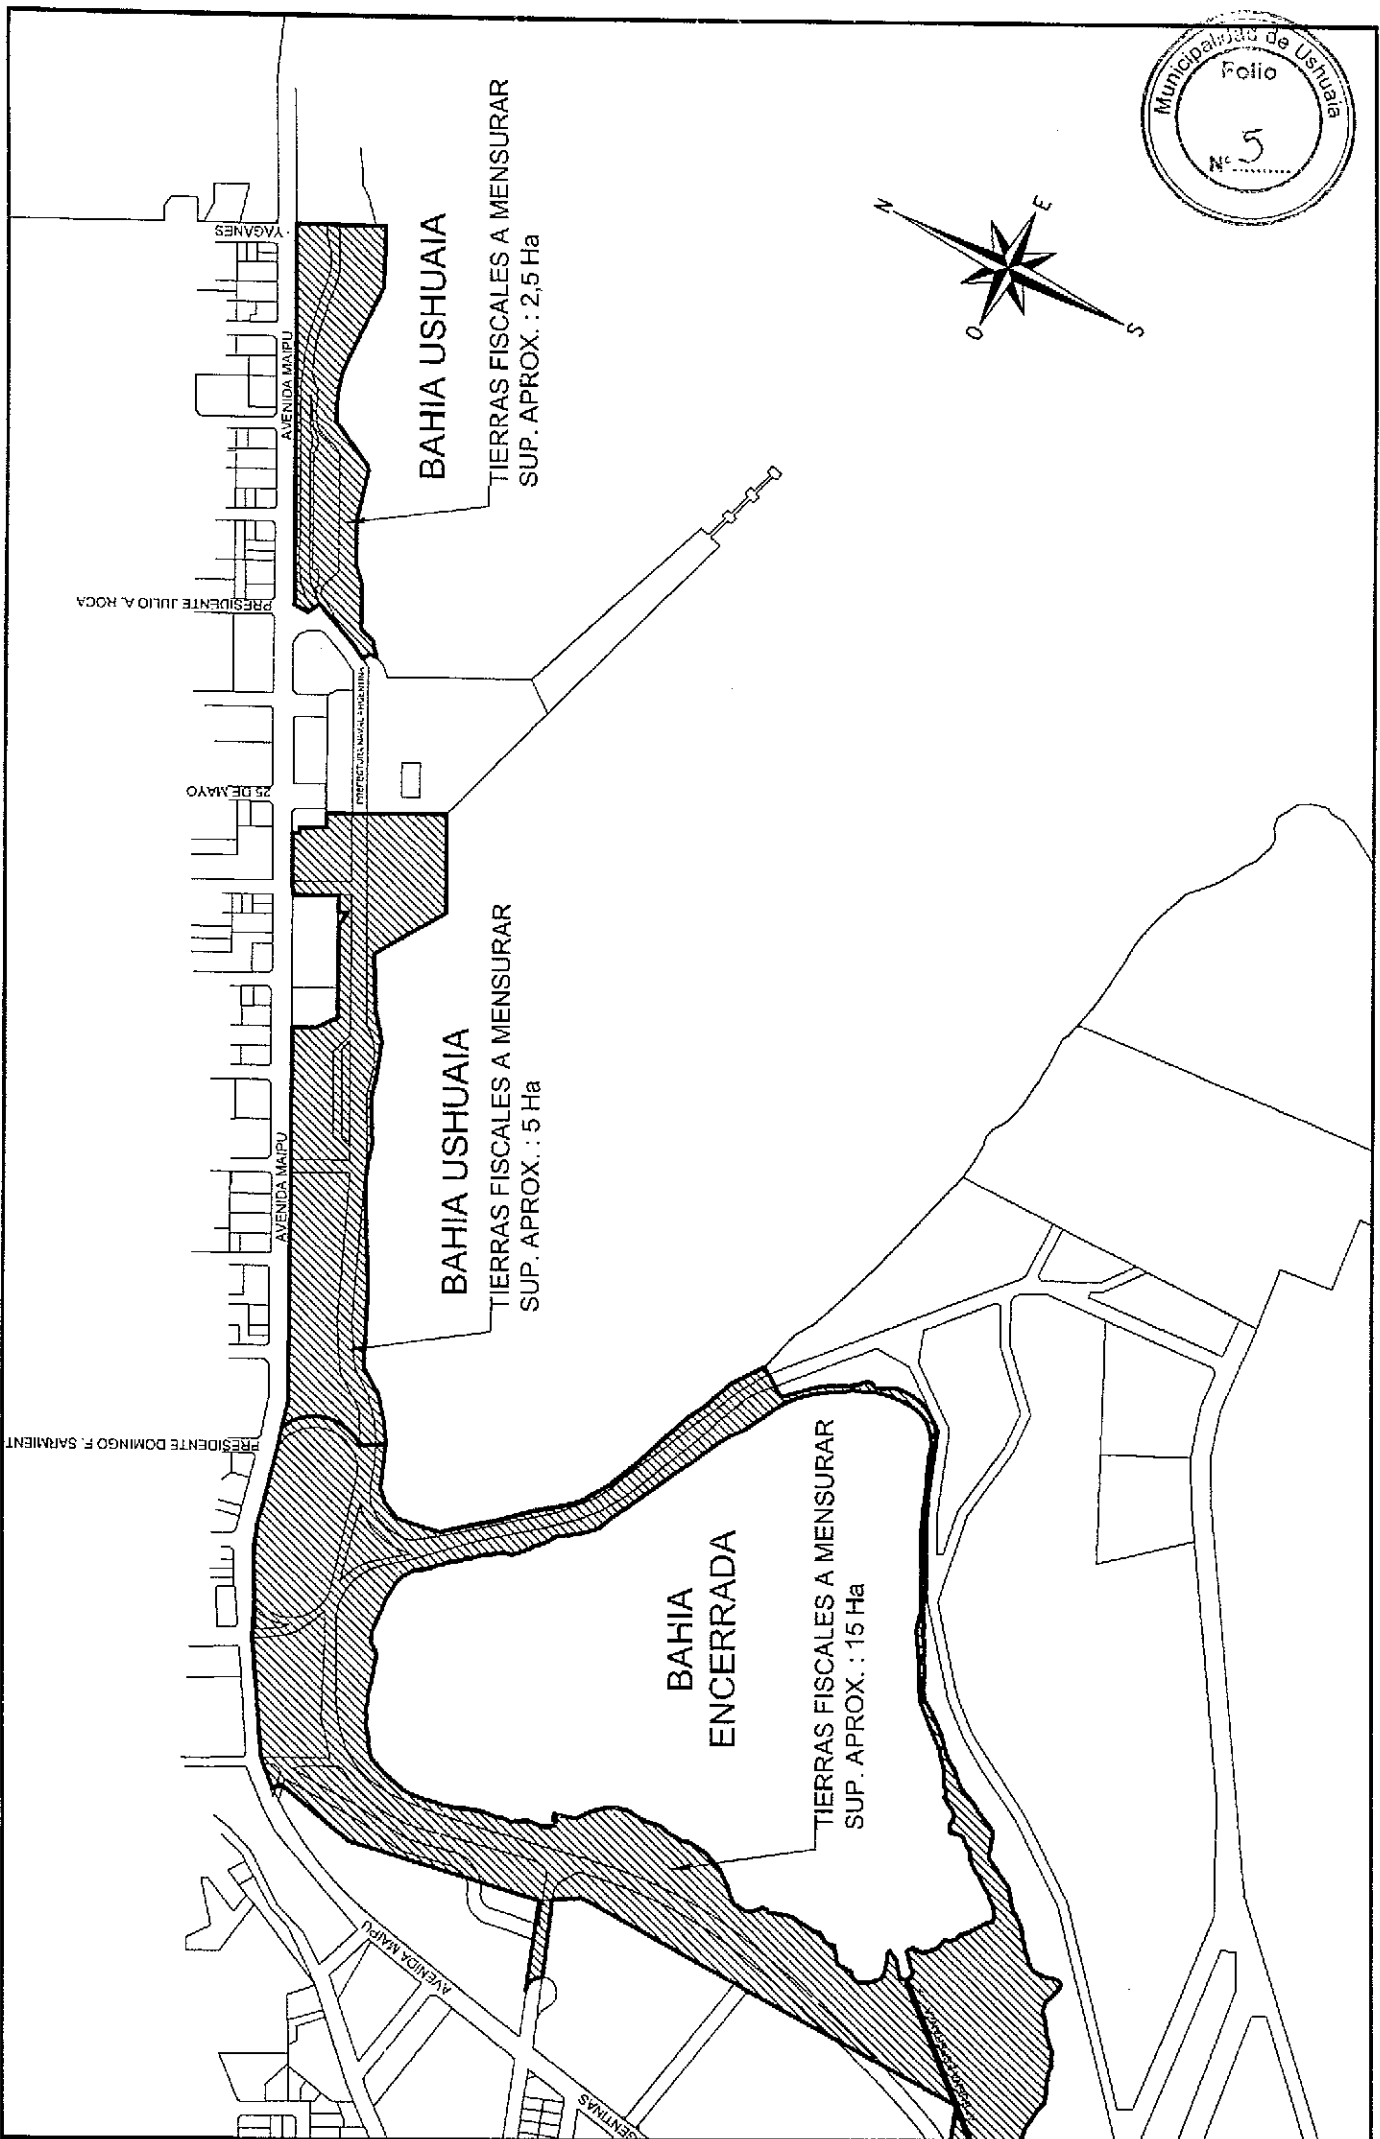 Municipalidad de Ushuaia
Folio
Nº 5
N
E
O
S
YAGANES
AVENIDA MAIPU
BAHIA USHUAIA
TIERRAS FISCALES A MENSURAR
SUP. APROX. : 2,5 Ha
PRESIDENTE JULIO A. ROCA
PREFECTURA NAVAL ARGENTINA
25 DE MAYO
BAHIA USHUAIA
TIERRAS FISCALES A MENSURAR
SUP. APROX. : 5 Ha
AVENIDA MAIPU
PRESIDENTE DOMINGO F. SARMIENT
BAHIA
ENCERRADA
TIERRAS FISCALES A MENSURAR
SUP. APROX. : 15 Ha
AVENIDA MAIPU
GENTINAS